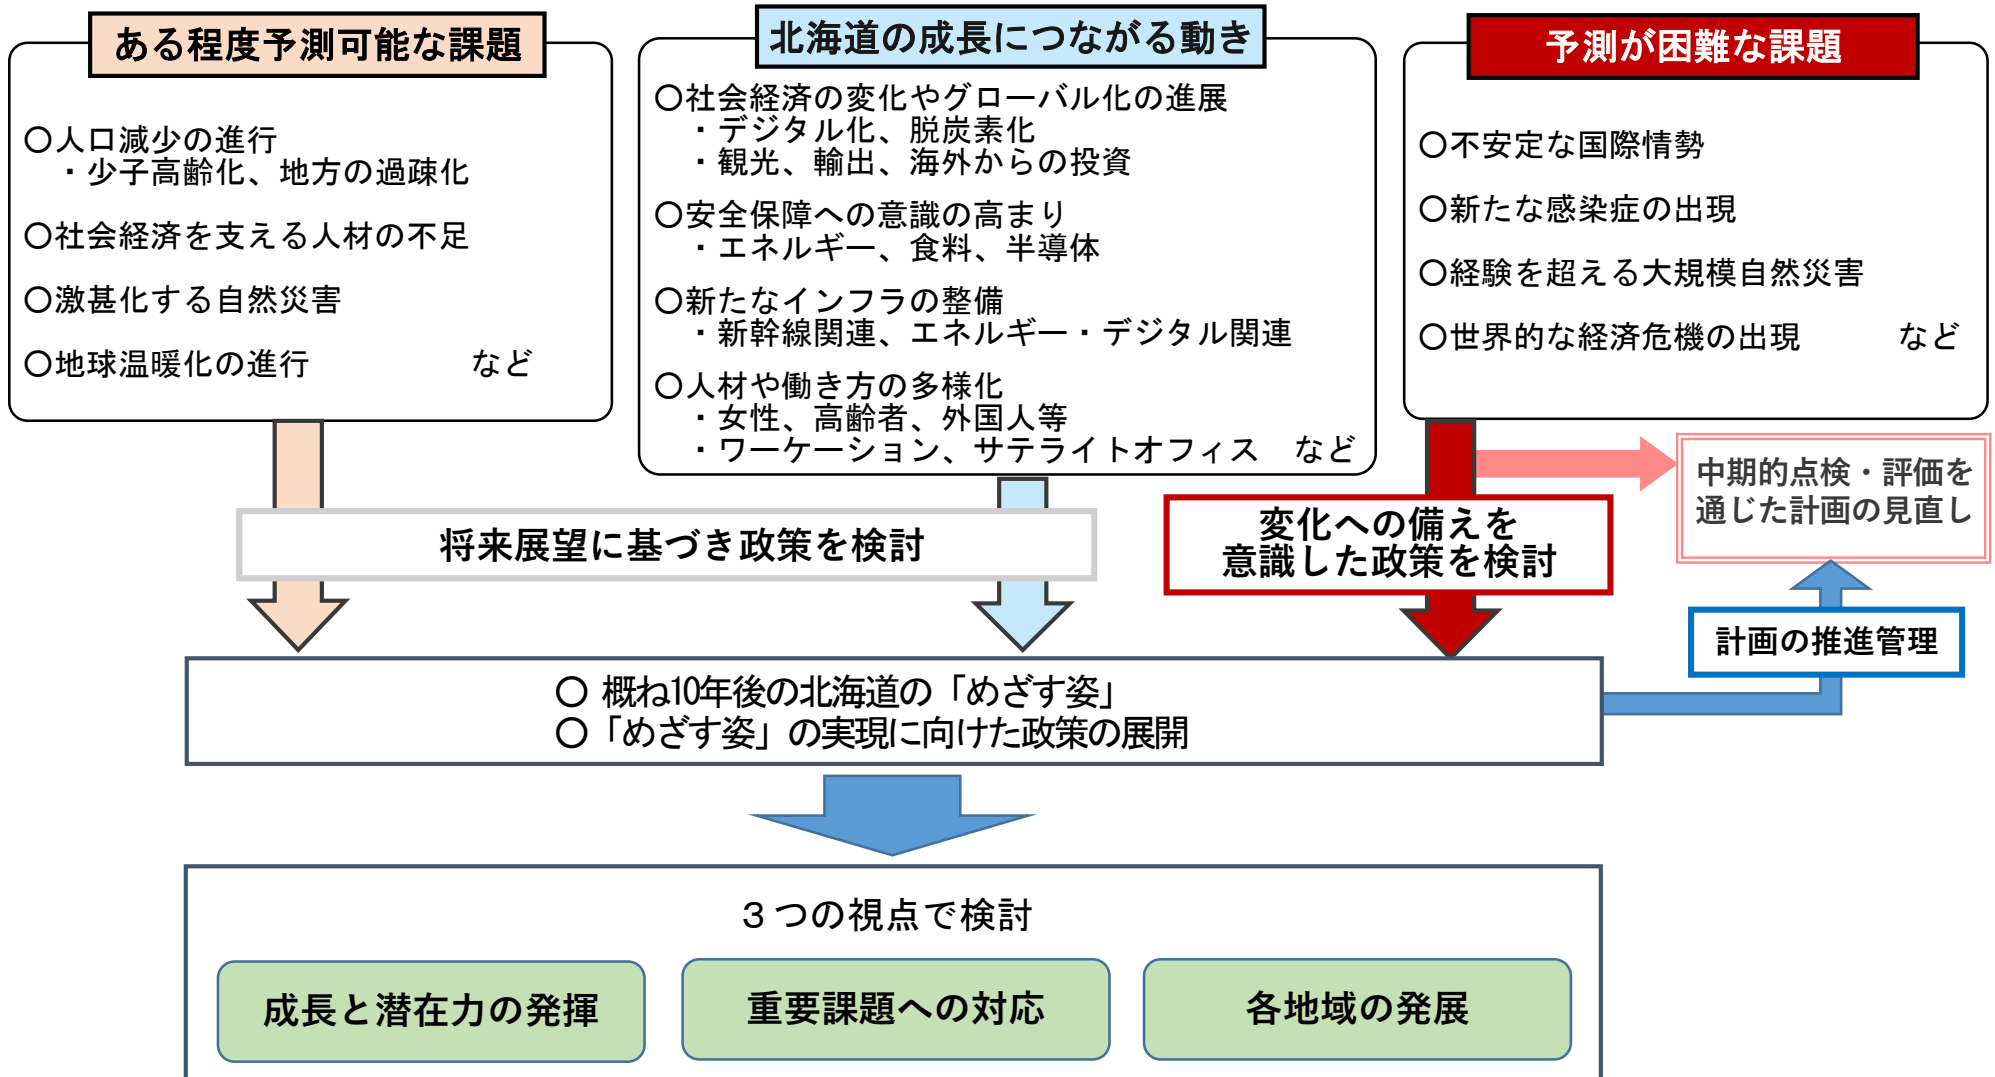 ある程度予測可能な課題
〇人口減少の進行
・少子高齢化、地方の過疎化
〇社会経済を支える人材の不足
〇激甚化する自然災害
〇地球温暖化の進行　など
北海道の成長につながる動き
〇社会経済の変化やグローバル化の進展
・デジタル化、脱炭素化
・観光、輸出、海外からの投資
〇安全保障への意識の高まり
・エネルギー、食料、半導体
〇新たなインフラの整備
・新幹線関連、エネルギー・デジタル関連
〇人材や働き方の多様化
・女性、高齢者、外国人等
・ワーケーション、サテライトオフィス　など
予測が困難な課題
〇不安定な国際情勢
〇新たな感染症の出現
〇経験を超える大規模自然災害
〇世界的な経済危機の出現　など
将来展望に基づき政策を検討
変化への備えを
意識した政策を検討
中期的点検・評価を
通じた計画の見直し
計画の推進管理
〇 概ね10年後の北海道の「めざす姿」
〇「めざす姿」の実現に向けた政策の展開
３つの視点で検討
成長と潜在力の発揮
重要課題への対応
各地域の発展